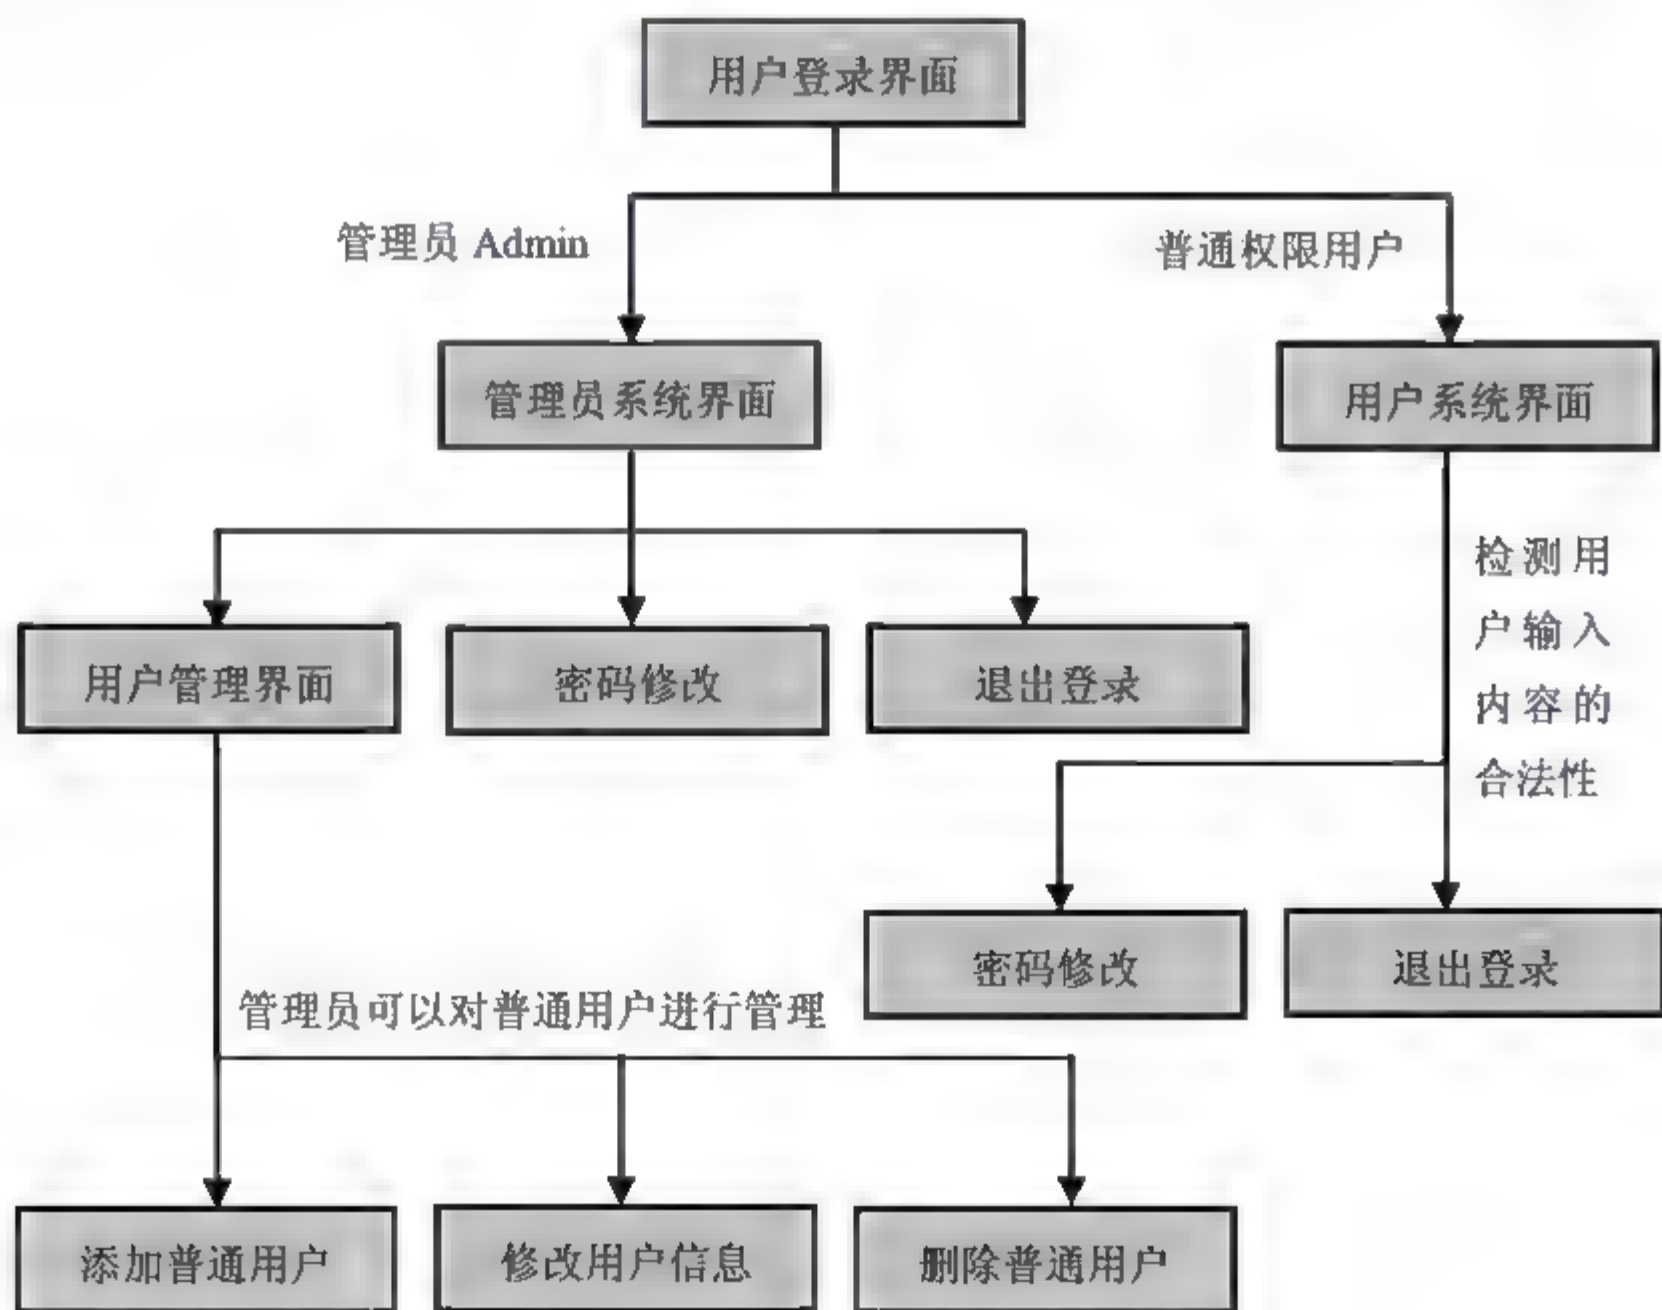 用户登录界面
管理员 Admin
普通权限用户
管理员系统界面
用户系统界面
检测用
户输入
内容的
合法性
用户管理界面
密码修改
退出登录
密码修改
退出登录
管理员可以对普通用户进行管理
添加普通用户
修改用户信息
删除普通用户